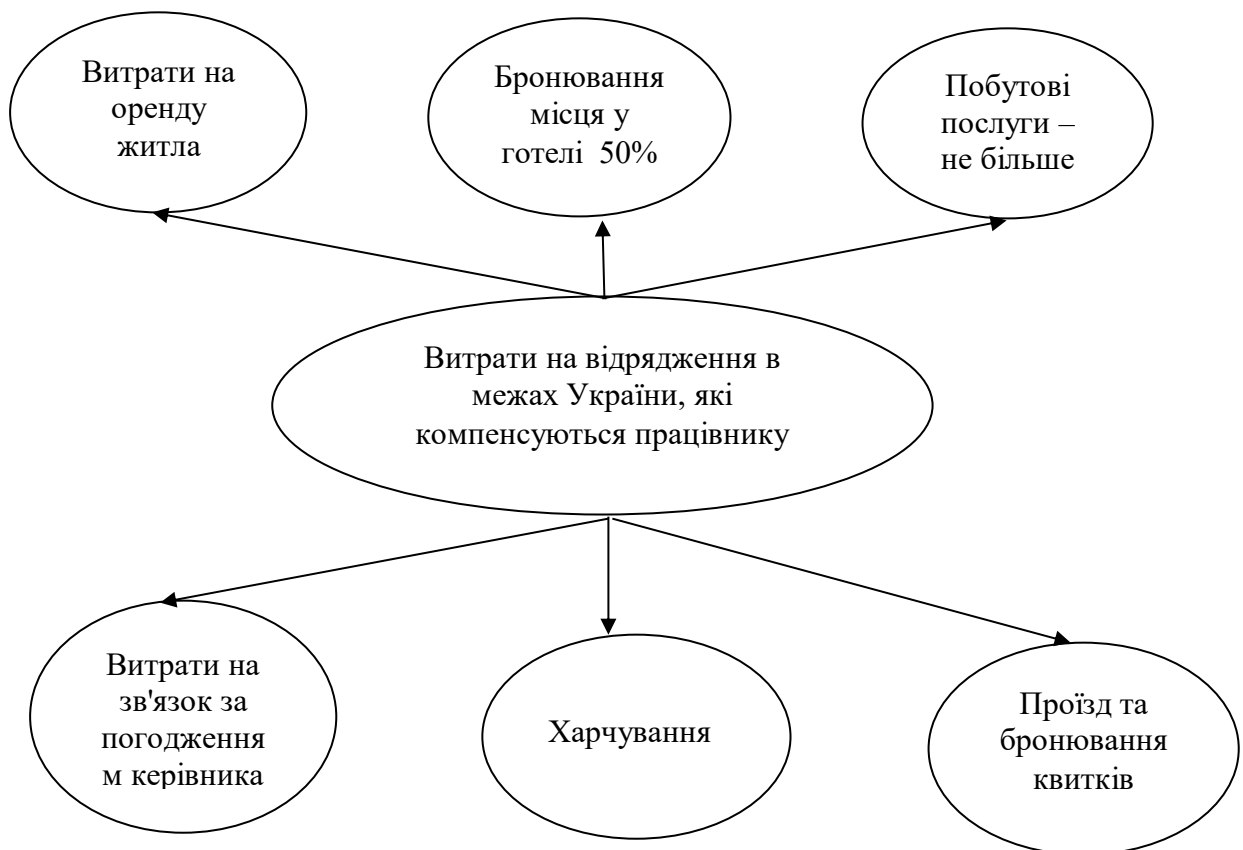 Витрати на
оренду
житла
Бронювання
місця у
готелі 50%
Побутові
послуги –
не більше
Витрати на відрядження в
межах України, які
компенсуються працівнику
Витрати на
зв'язок за
погодження
м керівника
Харчування
Проїзд та
бронювання
квитків